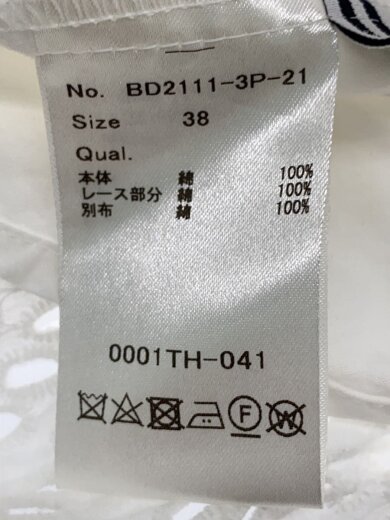 No. BD2111-3P-21
Size 38
Qual.
本体 綿 100%
レース部分 綿 100%
別布 綿 100%
0001TH-041